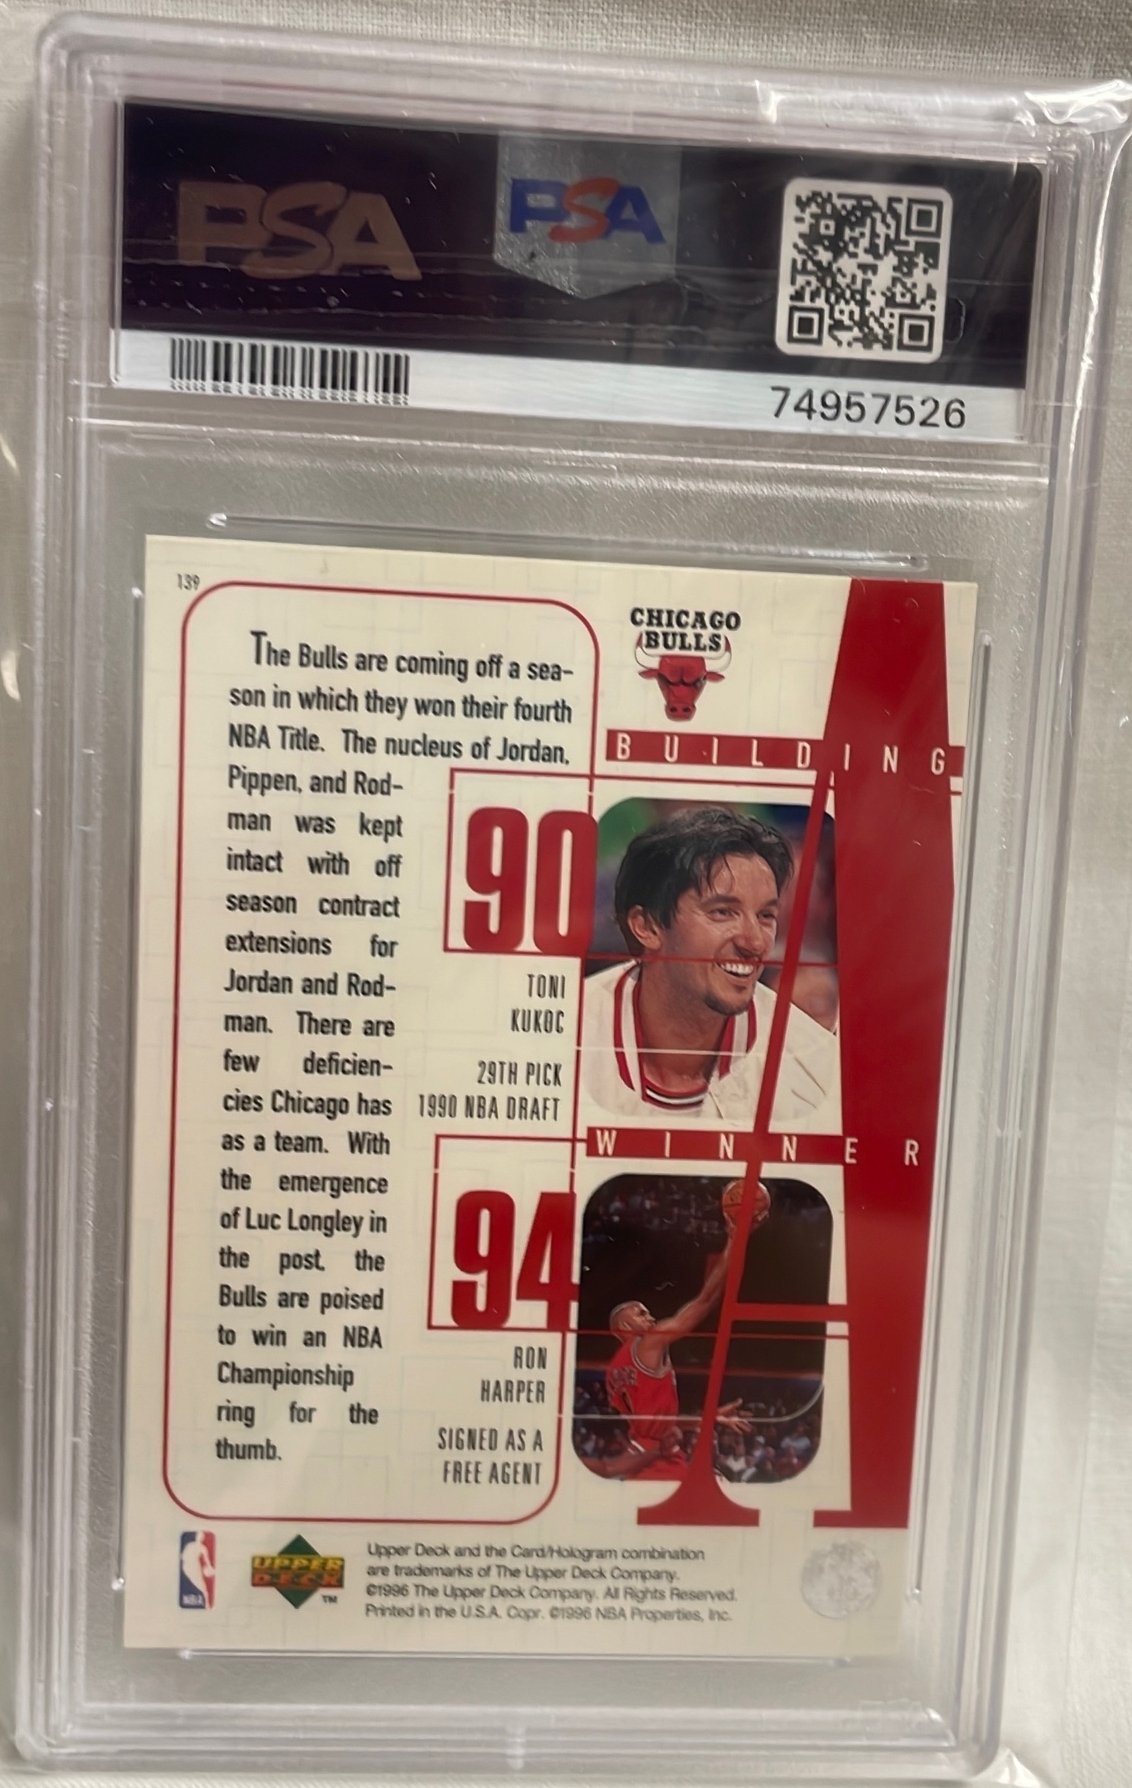 PSA
PSA
74957526
139
The Bulls are coming off a sea-
son in which they won their fourth
NBA Title. The nucleus of Jordan,
Pippen, and Rod-
man was kept
intact with off
season contract
extensions for
Jordan and Rod-
man. There are
few deficien-
cies Chicago has
as a team. With
the emergence
of Luc Longley in
the post, the
Bulls are poised
to win an NBA
Championship
ring for the
thumb.
CHICAGO
BULLS
BUILDING
A
90
TONI
KUKOC
29TH PICK
1990 NBA DRAFT
WINNER
94
RON
HARPER
SIGNED AS A
FREE AGENT
NBA
UPPER
DECK
TM
Upper Deck and the Card/Hologram combination
are trademarks of The Upper Deck Company.
©1996 The Upper Deck Company. All Rights Reserved.
Printed in the U.S.A. Copr. ©1996 NBA Properties, Inc.